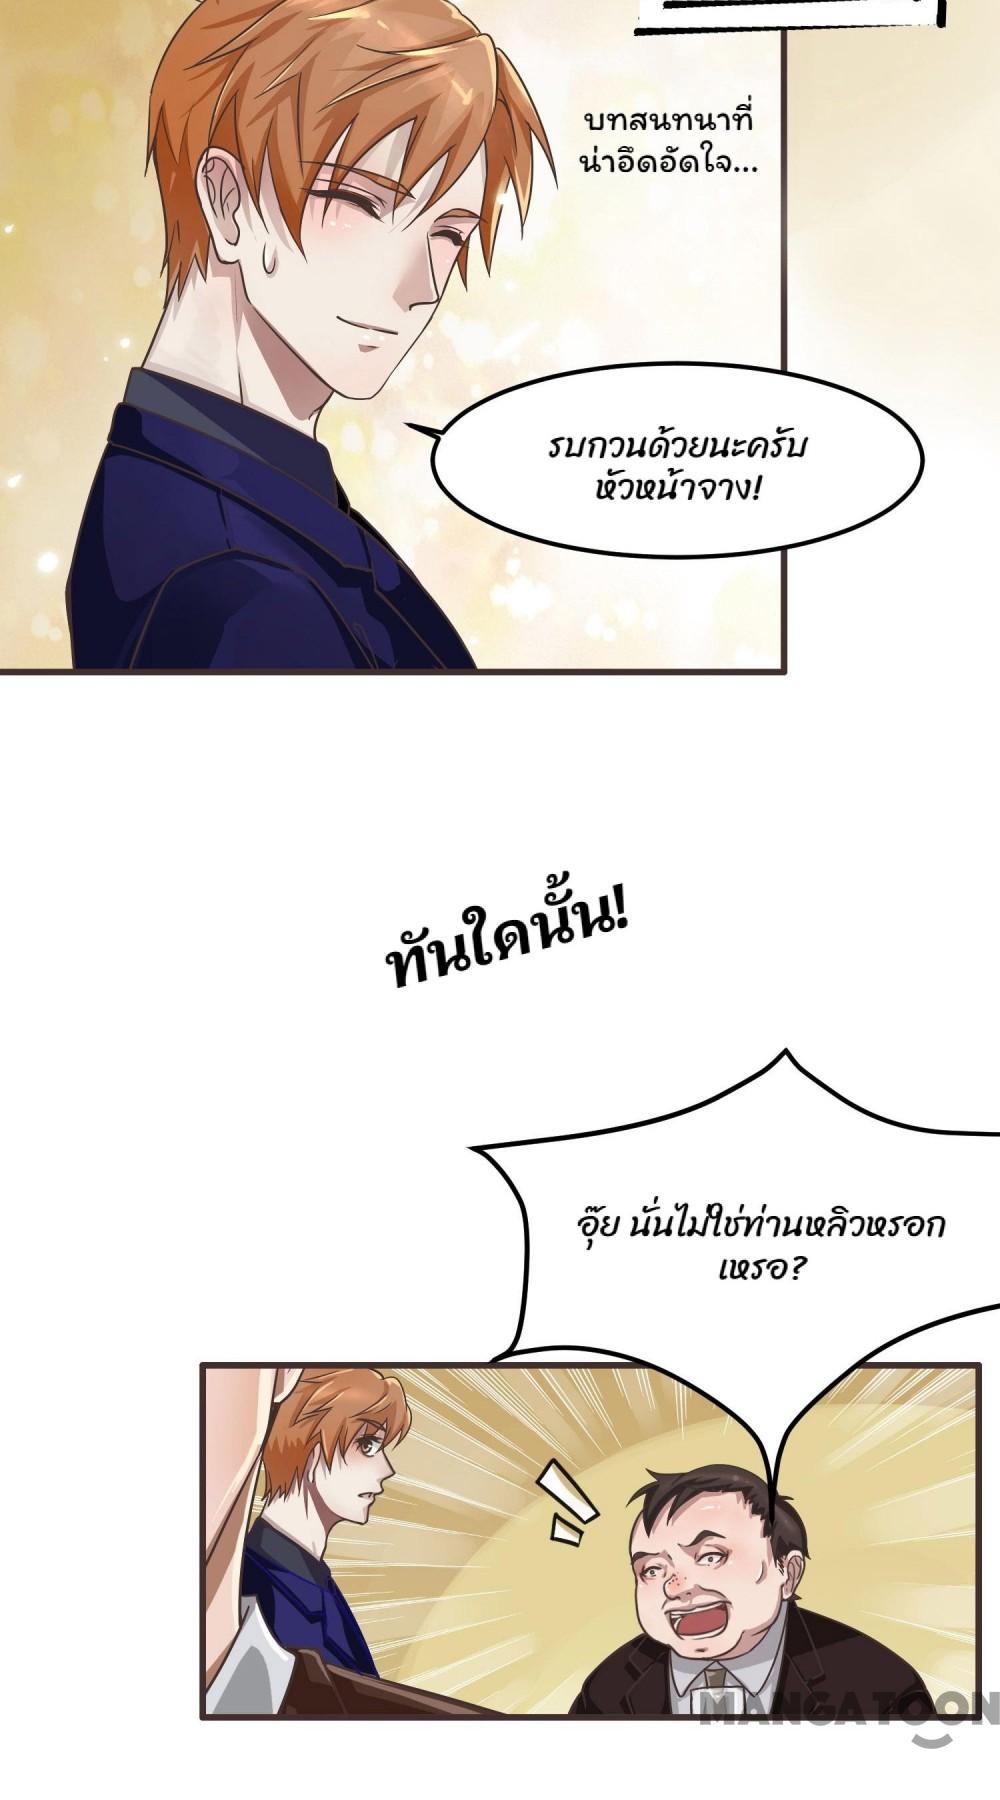 บทสนทนาที่
น่าอึดอัดใจ...
รบกวนด้วยนะครับ
หัวหน้าจาง!
ทันใดนั้น!
อุ๊ย นั่นไม่ใช่ท่านหลิวหรอก
เหรอ?
MANGATOON